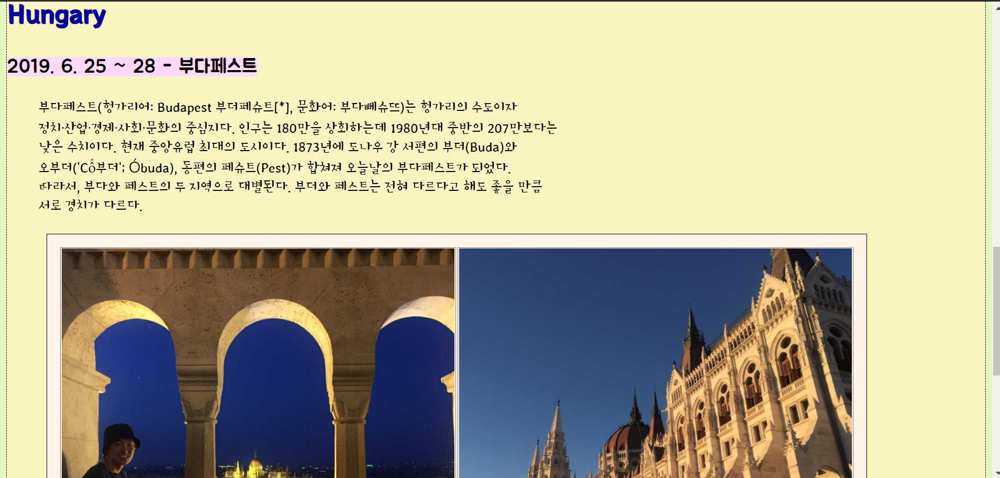 Hungary
2019. 6. 25 ~ 28 - 부다페스트
부다페스트(헝가리어: Budapest 부더페슈트[*], 문화어: 부다뻬슈뜨)는 헝가리의 수도이자
정치·산업·경제·사회·문화의 중심지다. 인구는 180만을 상회하는데 1980년대 중반의 207만보다는
낮은 수치이다. 현재 중앙유럽 최대의 도시이다. 1873년에 도나우 강 서편의 부더(Buda)와
오부더('Cổ부더'; Óbuda), 동편의 페슈트(Pest)가 합쳐져 오늘날의 부다페스트가 되었다.
따라서, 부다와 페스트의 두 지역으로 대별된다. 부더와 페스트는 전혀 다르다고 해도 좋을 만큼
서로 경치가 다르다.